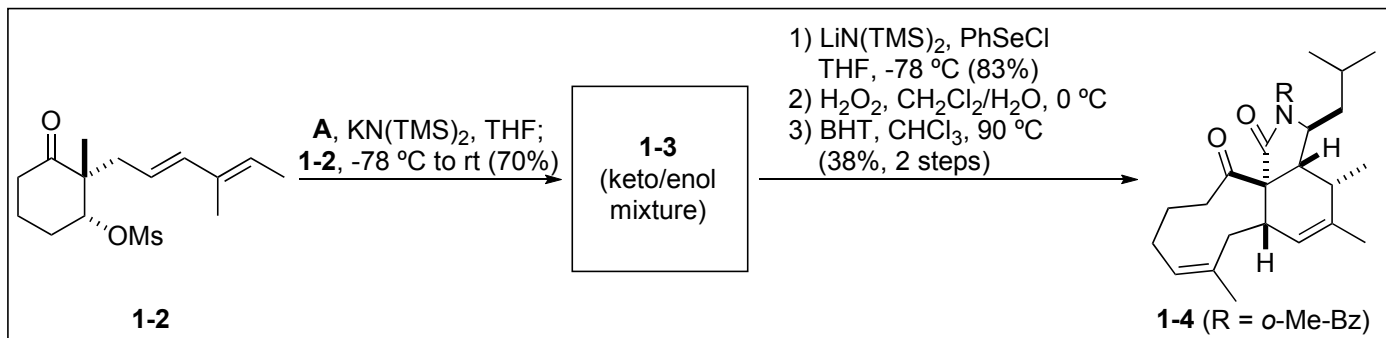 O
OMs
1-2
A, KN(TMS)₂, THF;
1-2, -78 ºC to rt (70%)
1-3
(keto/enol
mixture)
1) LiN(TMS)₂, PhSeCl
THF, -78 ºC (83%)
2) H₂O₂, CH₂Cl₂/H₂O, 0 ºC
3) BHT, CHCl₃, 90 ºC
(38%, 2 steps)
R
O
N
O
H
H
1-4 (R = o-Me-Bz)